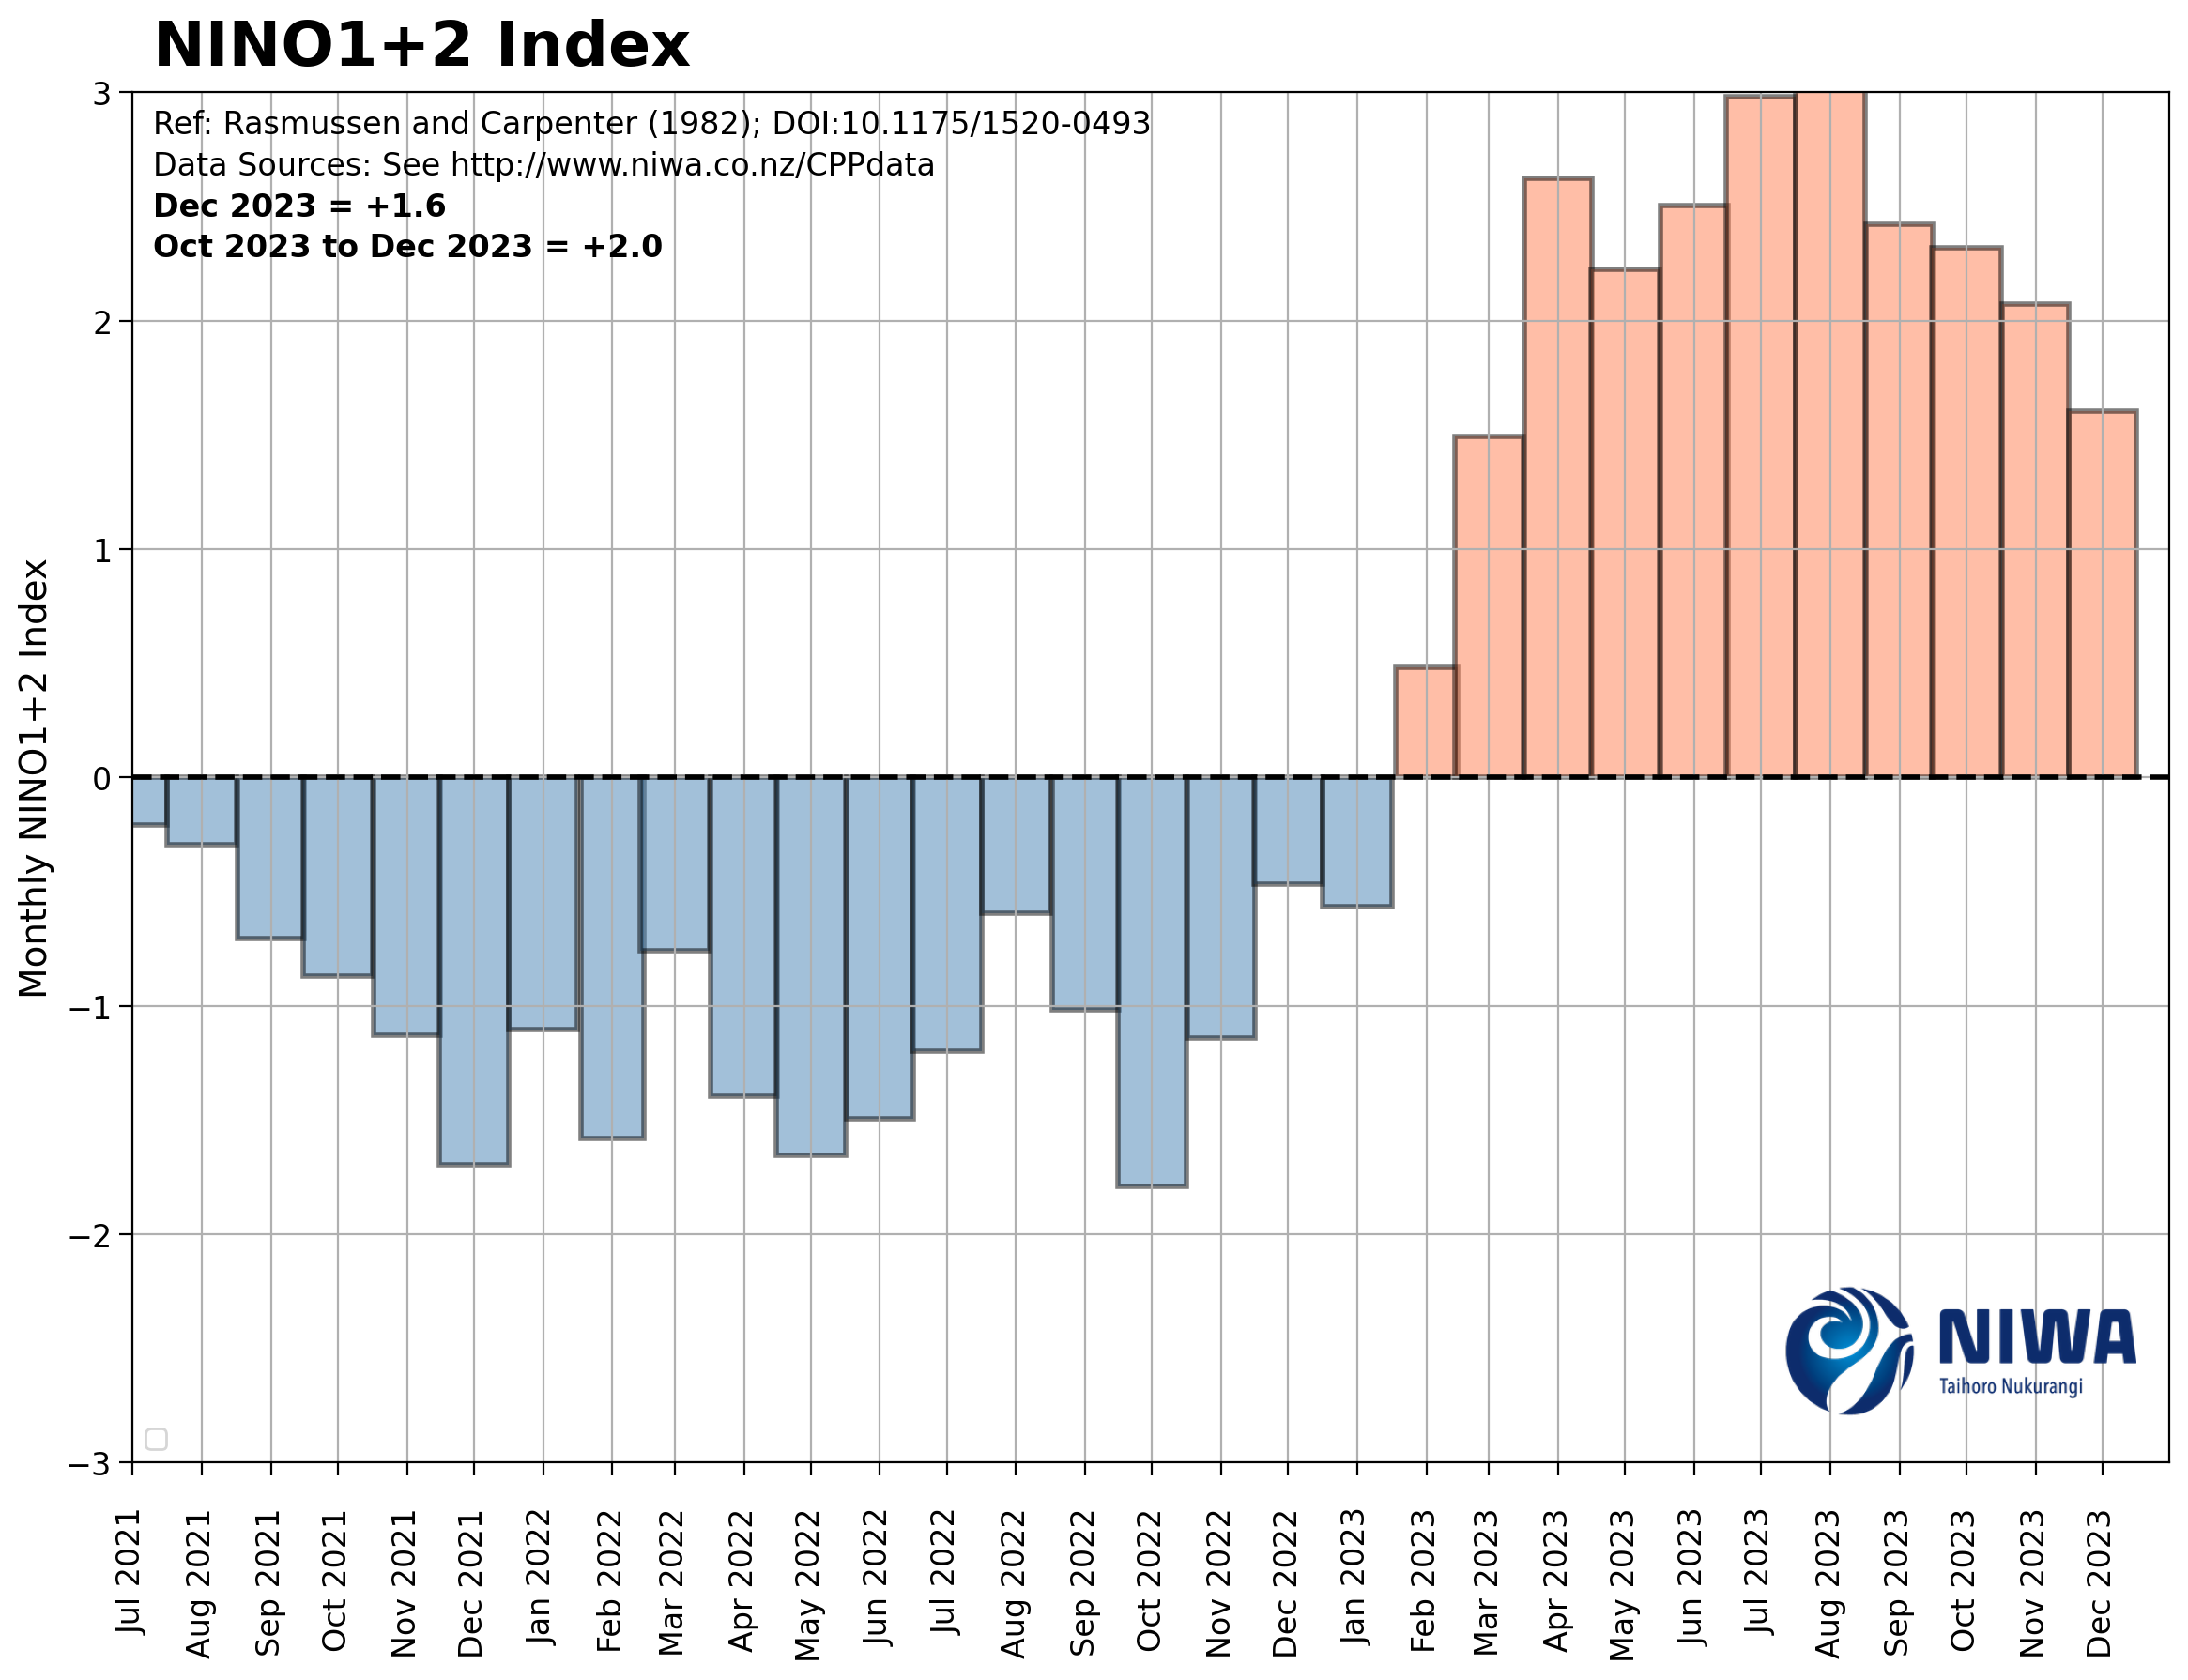 NINO1+2 Index
Ref: Rasmussen and Carpenter (1982); DOI:10.1175/1520-0493
Data Sources: See http://www.niwa.co.nz/CPPdata
Dec 2023 = +1.6
Oct 2023 to Dec 2023 = +2.0
Monthly NINO1+2 Index
3
2
1
0
−1
−2
−3
NIWA
Taihoro Nukurangi
Jul 2021
Aug 2021
Sep 2021
Oct 2021
Nov 2021
Dec 2021
Jan 2022
Feb 2022
Mar 2022
Apr 2022
May 2022
Jun 2022
Jul 2022
Aug 2022
Sep 2022
Oct 2022
Nov 2022
Dec 2022
Jan 2023
Feb 2023
Mar 2023
Apr 2023
May 2023
Jun 2023
Jul 2023
Aug 2023
Sep 2023
Oct 2023
Nov 2023
Dec 2023